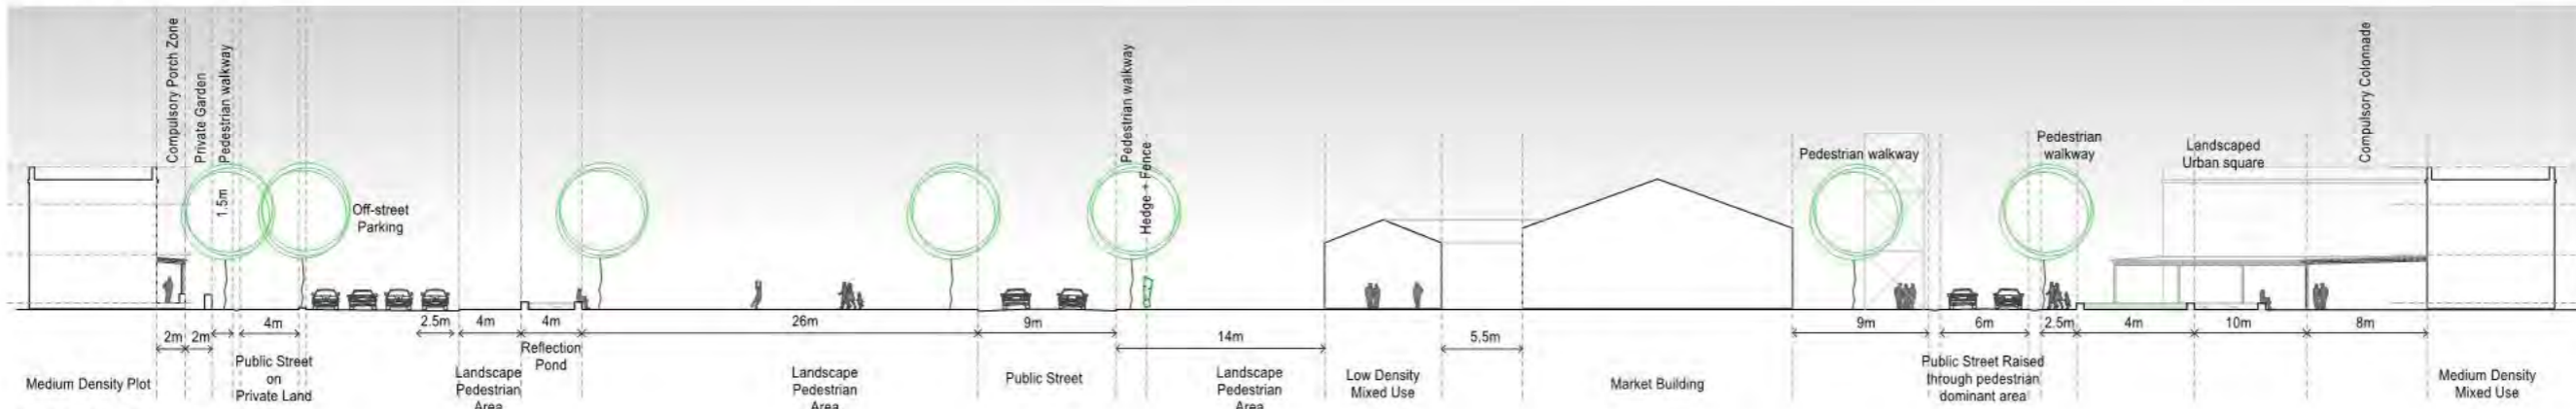 Compulsory Porch Zone
Private Garden
Pedestrian walkway
1.5m
Off-street
Parking
Pedestrian walkway
Hedge + Fence
Pedestrian walkway
Pedestrian
walkway
Landscaped
Urban square
Compulsory Colonnade
2m
2m
4m
2.5m
4m
4m
26m
9m
14m
5.5m
9m
6m
2.5m
4m
10m
8m
Medium Density Plot
Public Street
on
Private Land
Landscape
Pedestrian
Area
Reflection
Pond
Landscape
Pedestrian
Area
Public Street
Landscape
Pedestrian
Area
Low Density
Mixed Use
Market Building
Public Street Raised
through pedestrian
dominant area
Medium Density
Mixed Use